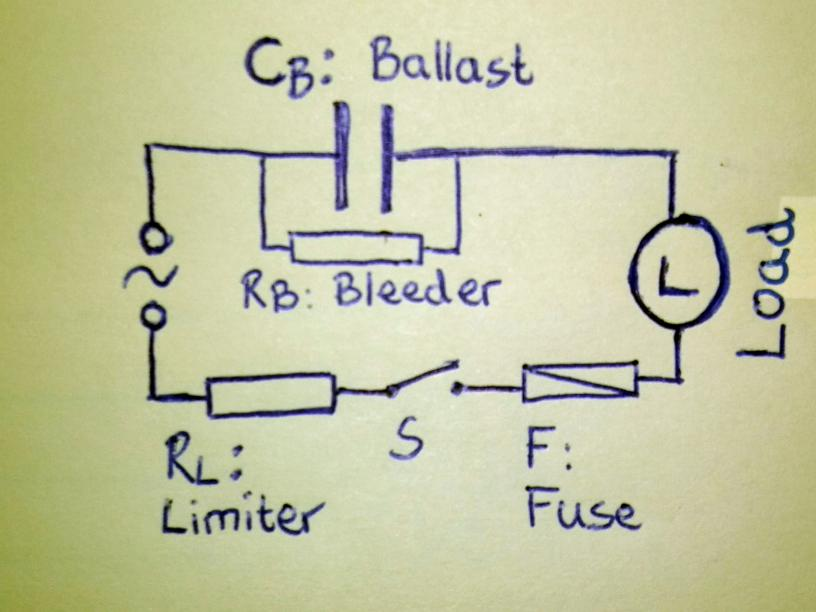 CB: Ballast
RB: Bleeder
L
Load
RL:
Limiter
S
F:
Fuse